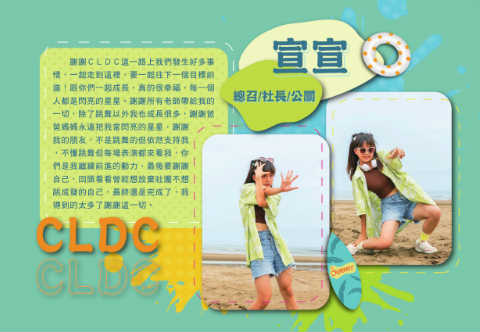 宣宣
總召/社長/公關
謝謝ＣＬＤＣ這一路上我們發生好多事
情，一起走到這裡，要一起往下一個目標前
進！跟你們一起成長，真的很幸福，每一個
人都是閃亮的星星。謝謝所有老師帶給我的
一切，除了跳舞以外我也成長很多。謝謝爸
媽媽永遠把我當閃亮的星星，謝謝
我的朋友，不是跳舞的但依然支持我
，不懂跳舞但每場表演都來看我，你
們是我繼續前進的動力。最後要謝謝
自己，回頭看看曾經想放棄社團不想
跳成發的自己，最終還是完成了，我
得到的太多了謝謝這一切。
CLDC
CLDC
SUMMER